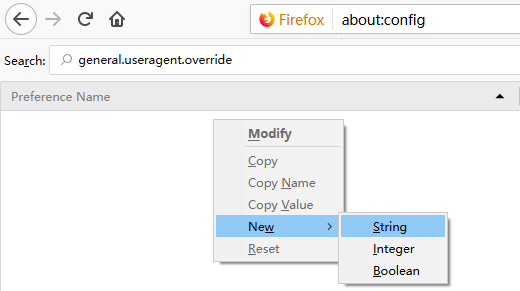 Firefox about:config
Search: general.useragent.override
Preference Name
Modify
Copy
Copy Name
Copy Value
New
Reset
String
Integer
Boolean